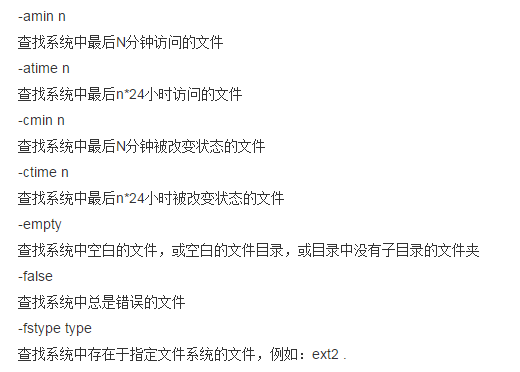 -amin n
查找系统中最后N分钟访问的文件
-atime n
查找系统中最后n*24小时访问的文件
-cmin n
查找系统中最后N分钟被改变状态的文件
-ctime n
查找系统中最后n*24小时被改变状态的文件
-empty
查找系统中空白的文件，或空白的文件目录，或目录中没有子目录的文件夹
-false
查找系统中总是错误的文件
-fstype type
查找系统中存在于指定文件系统的文件，例如：ext2 .